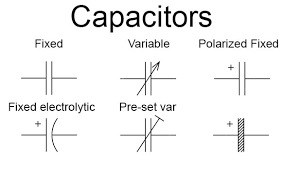 Capacitors
Fixed Variable Polarized Fixed
+
Fixed electrolytic Pre-set var
+ +